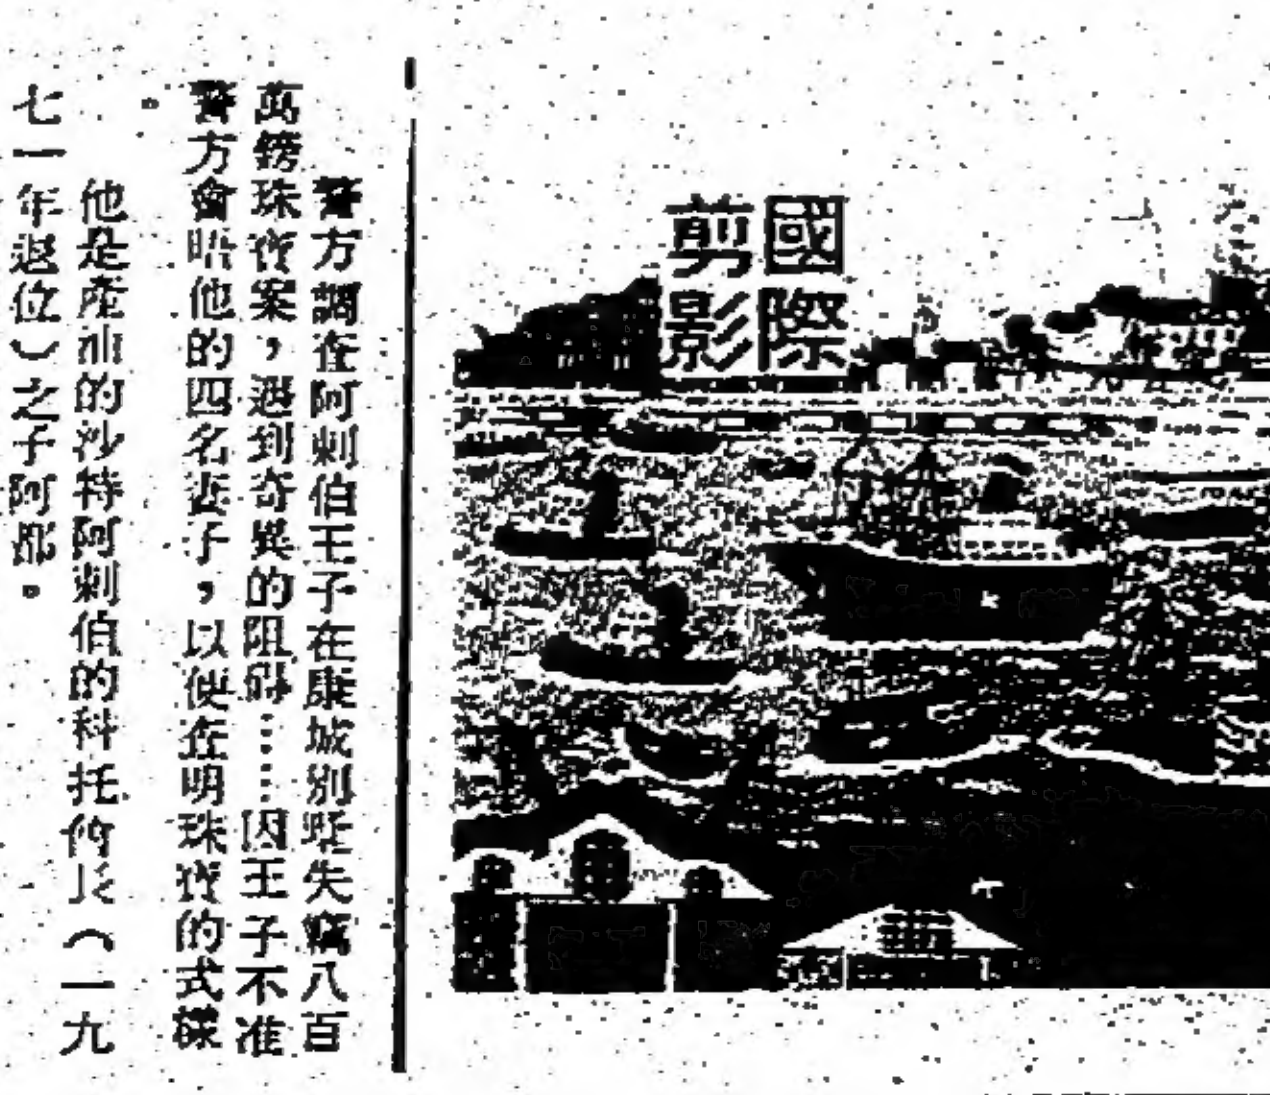 國際
剪影
警方調查阿剌伯王子在康城別墅失竊八百
萬鎊珠寶案，遇到奇異的阻碍……因王子不准
警方會晤他的四名妻子，以便查明珠寶的式樣
。
他是產油的沙特阿剌伯的科托酋長（一九
七一年退位）之子阿都。